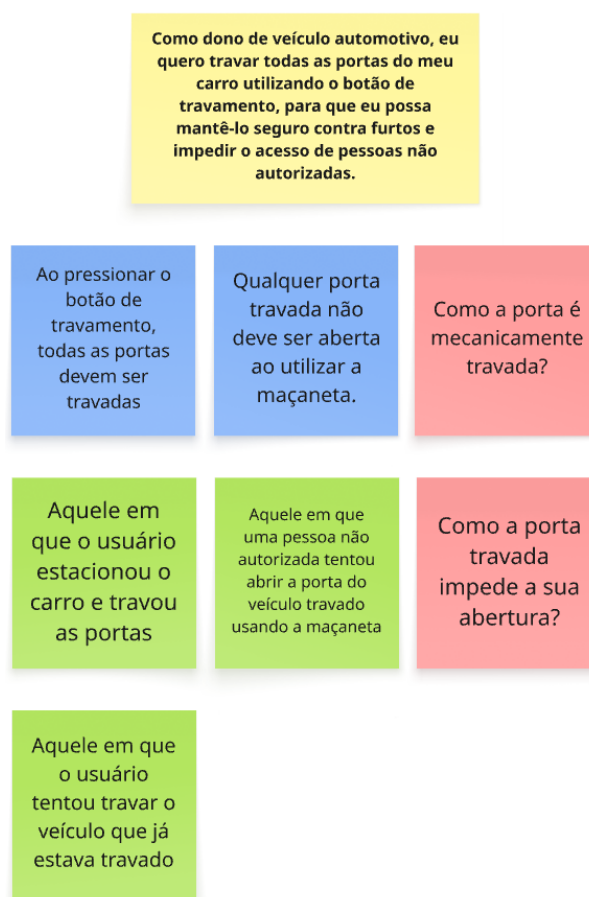 Como dono de veículo automotivo, eu
quero travar todas as portas do meu
carro utilizando o botão de
travamento, para que eu possa
mantê-lo seguro contra furtos e
impedir o acesso de pessoas não
autorizadas.
Ao pressionar o
botão de
travamento,
todas as portas
devem ser
travadas
Qualquer porta
travada não
deve ser aberta
ao utilizar a
maçaneta.
Como a porta é
mecanicamente
travada?
Aquele em
que o usuário
estacionou o
carro e travou
as portas
Aquele em que
uma pessoa não
autorizada tentou
abrir a porta do
veículo travado
usando a maçaneta
Como a porta
travada
impede a sua
abertura?
Aquele em que
o usuário
tentou travar o
veículo que já
estava travado